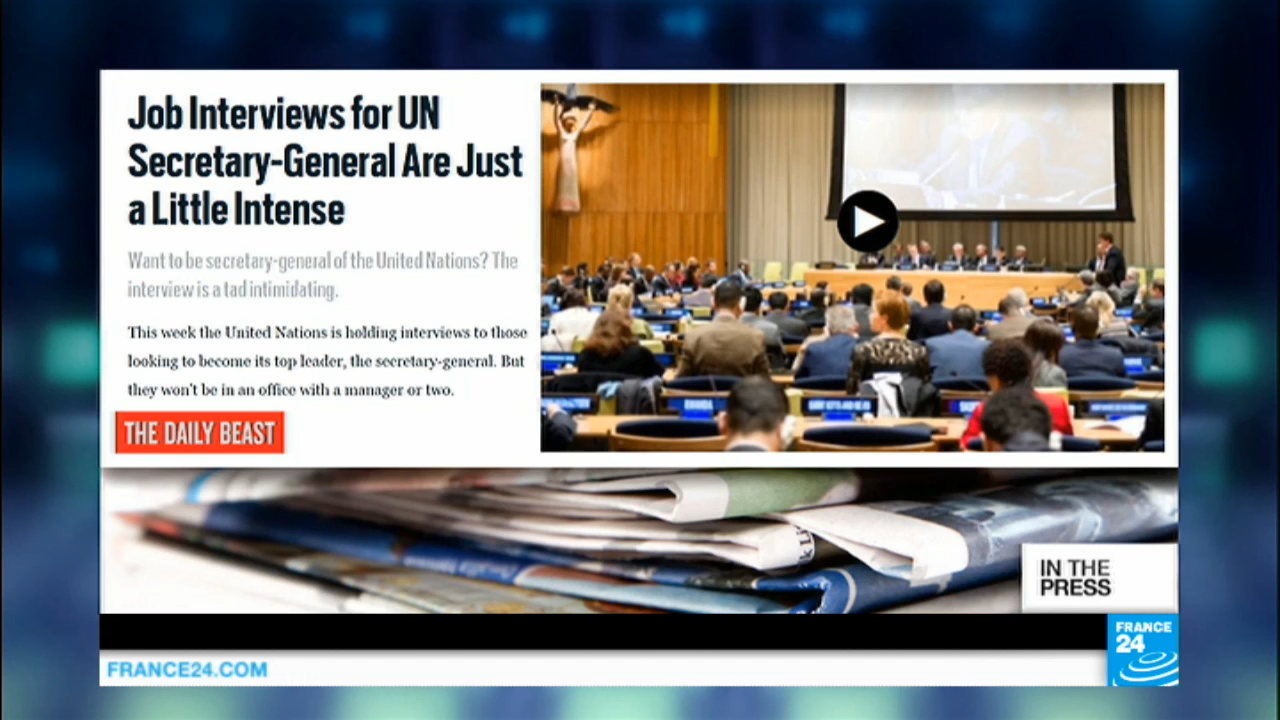 Job Interviews for UN
Secretary-General Are Just
a Little Intense
Want to be secretary-general of the United Nations? The
interview is a tad intimidating.
This week the United Nations is holding interviews to those
looking to become its top leader, the secretary-general. But
they won't be in an office with a manager or two.
THE DAILY BEAST
RWANDA
IN THE
PRESS
FRANCE
24
FRANCE24.COM